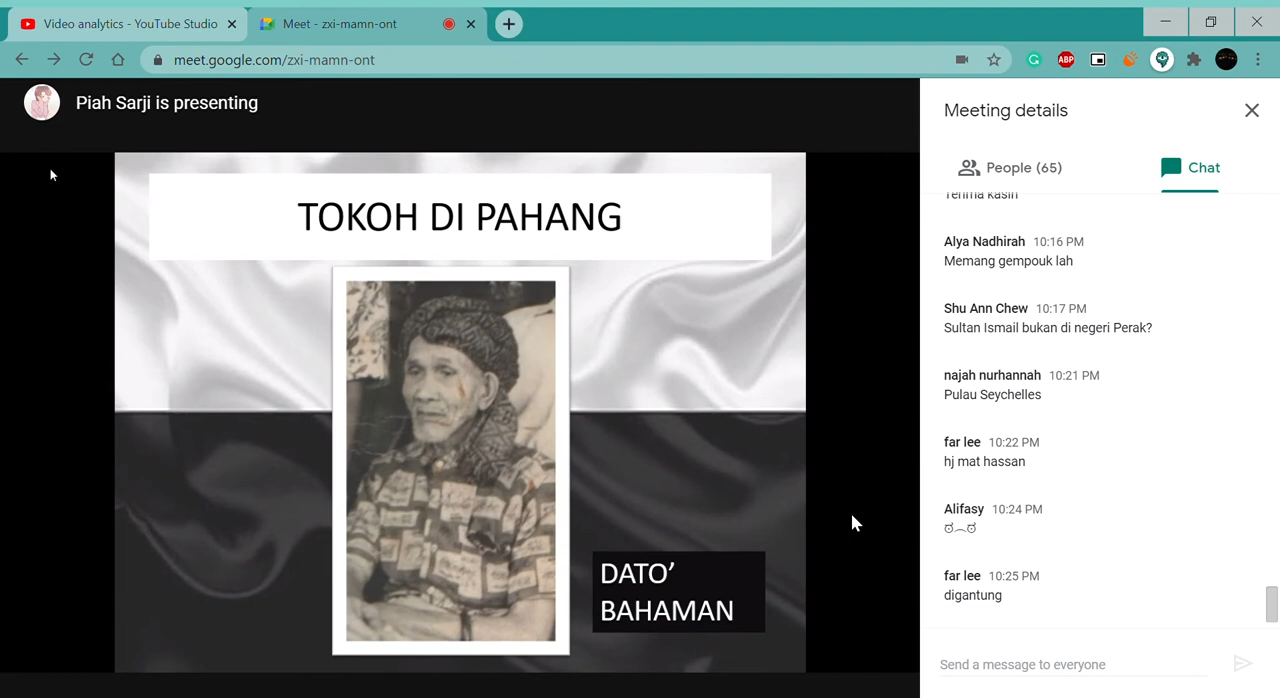 Video analytics - YouTube Studio
Meet - zxi-mamn-ont
meet.google.com/zxi-mamn-ont
ABP
Piah Sarji is presenting
TOKOH DI PAHANG
DATO’
BAHAMAN
Meeting details
People (65)
Chat
Terima kasih
Alya Nadhirah 10:16 PM
Memang gempouk lah
Shu Ann Chew 10:17 PM
Sultan Ismail bukan di negeri Perak?
najah nurhannah 10:21 PM
Pulau Seychelles
far lee 10:22 PM
hj mat hassan
Alifasy 10:24 PM
ಠ︵ಠ
far lee 10:25 PM
digantung
Send a message to everyone